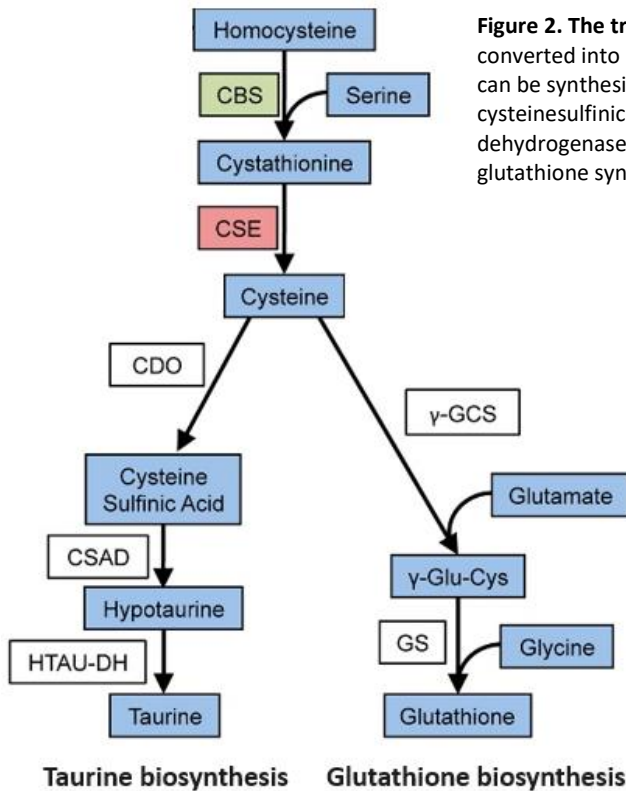 Homocysteine
CBS
Serine
Cystathionine
CSE
Cysteine
CDO
γ-GCS
Cysteine
Sulfinic Acid
Glutamate
CSAD
γ-Glu-Cys
Hypotaurine
GS
Glycine
HTAU-DH
Taurine
Glutathione
Taurine biosynthesis
Glutathione biosynthesis
Figure 2. The tr
converted into
can be synthesi
cysteinesulfinic
dehydrogenase
glutathione syn